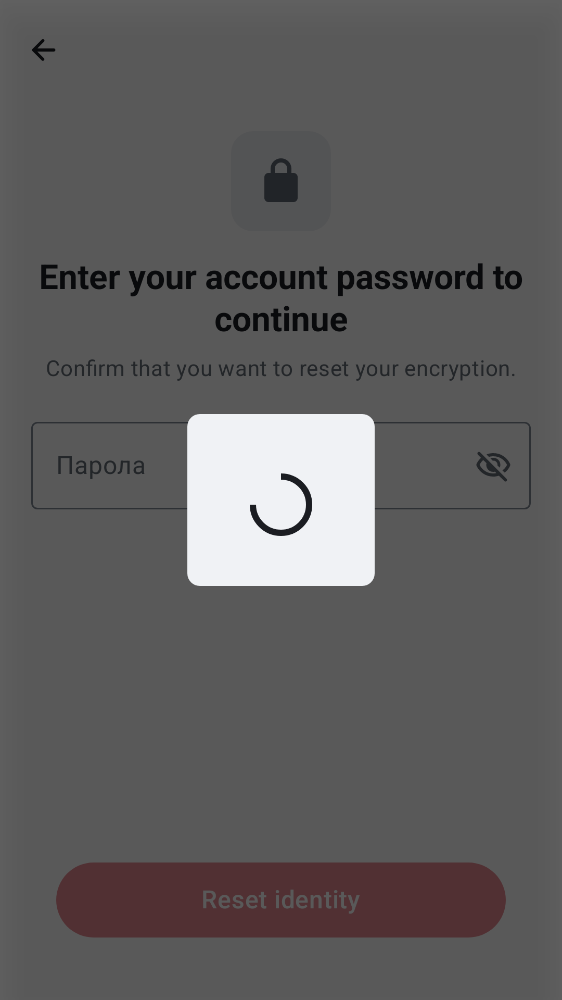 Enter your account password to
continue
Confirm that you want to reset your encryption.
Парола
Reset identity